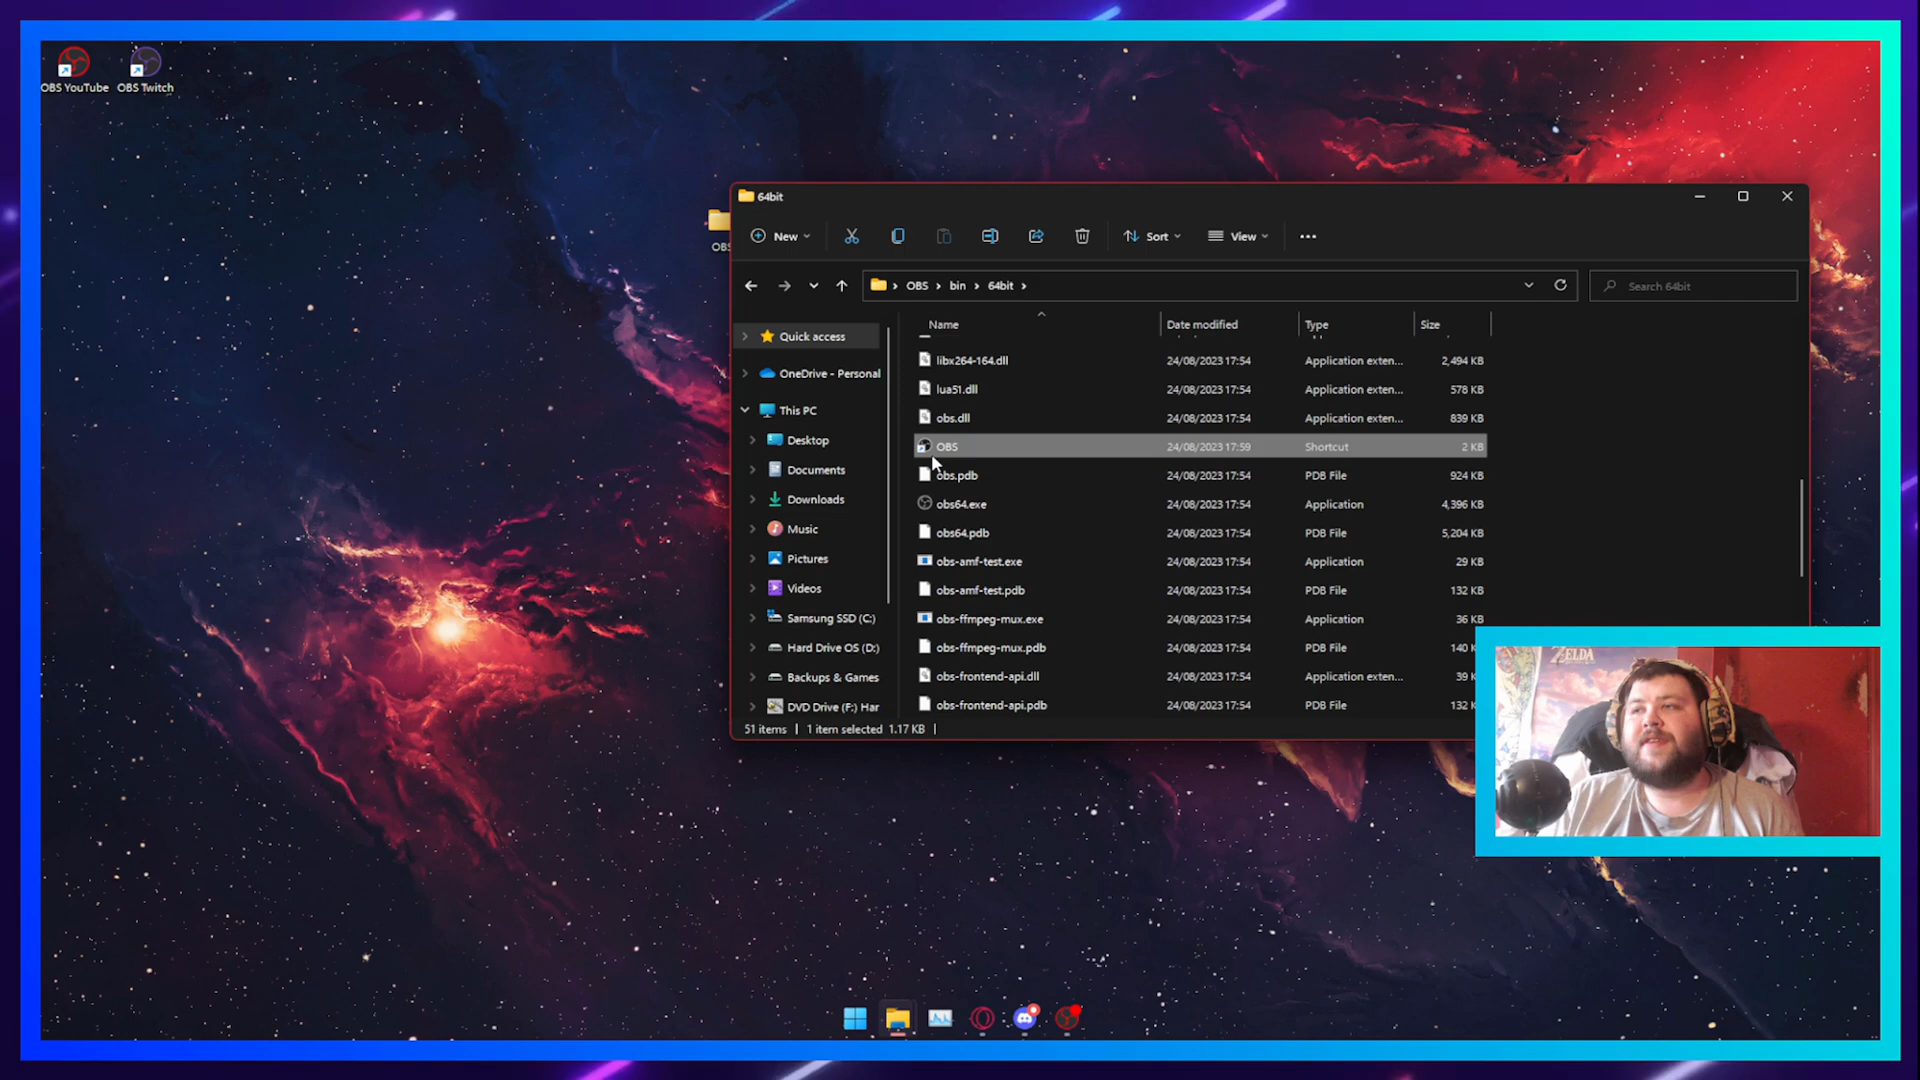 OBS YouTube
OBS Twitch
OBS
64bit
New
Sort
View
OBS
bin
64bit
Search 64bit
Name
Date modified
Type
Size
Quick access
OneDrive - Personal
This PC
Desktop
Documents
Downloads
Music
Pictures
Videos
Samsung SSD (C:)
Hard Drive OS (D:)
Backups & Games
DVD Drive (F:) Har
libx264-164.dll 24/08/2023 17:54 Application exten... 2,494 KB
lua51.dll 24/08/2023 17:54 Application exten... 578 KB
obs.dll 24/08/2023 17:54 Application exten... 839 KB
OBS 24/08/2023 17:59 Shortcut 2 KB
obs.pdb 24/08/2023 17:54 PDB File 924 KB
obs64.exe 24/08/2023 17:54 Application 4,396 KB
obs64.pdb 24/08/2023 17:54 PDB File 5,204 KB
obs-amf-test.exe 24/08/2023 17:54 Application 29 KB
obs-amf-test.pdb 24/08/2023 17:54 PDB File 132 KB
obs-ffmpeg-mux.exe 24/08/2023 17:54 Application 36 KB
obs-ffmpeg-mux.pdb 24/08/2023 17:54 PDB File 140 K
obs-frontend-api.dll 24/08/2023 17:54 Application exten... 39 K
obs-frontend-api.pdb 24/08/2023 17:54 PDB File 132 K
51 items
1 item selected 1.17 KB
ZELDA